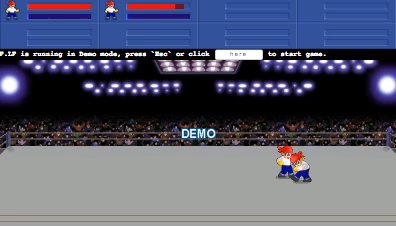 F.LF is running in Demo mode, press `Esc` or click here to start game.
DEMO